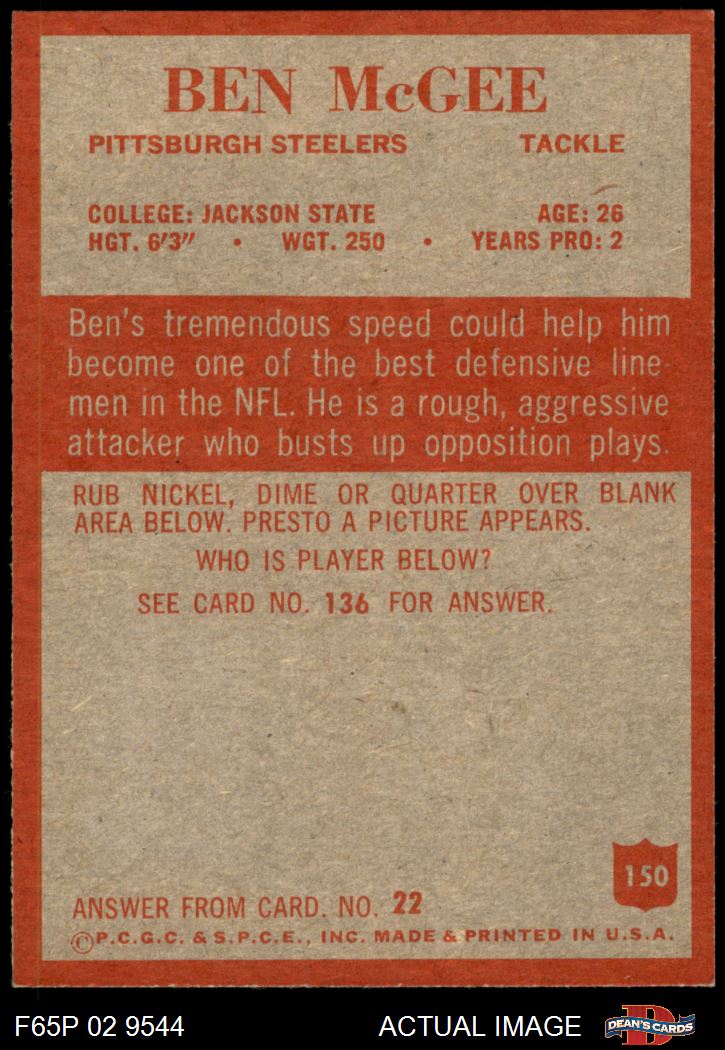 BEN McGEE
PITTSBURGH STEELERS TACKLE
COLLEGE: JACKSON STATE AGE: 26
HGT. 6'3" • WGT. 250 • YEARS PRO: 2
Ben's tremendous speed could help him
become one of the best defensive line-
men in the NFL. He is a rough, aggressive
attacker who busts up opposition plays.
RUB NICKEL, DIME OR QUARTER OVER BLANK
AREA BELOW. PRESTO A PICTURE APPEARS.
WHO IS PLAYER BELOW?
SEE CARD NO. 136 FOR ANSWER.
150
ANSWER FROM CARD. NO. 22
©P.C.G.C. & S.P.C.E., INC. MADE & PRINTED IN U.S.A.
F65P 02 9544 ACTUAL IMAGE DEAN'S CARDS